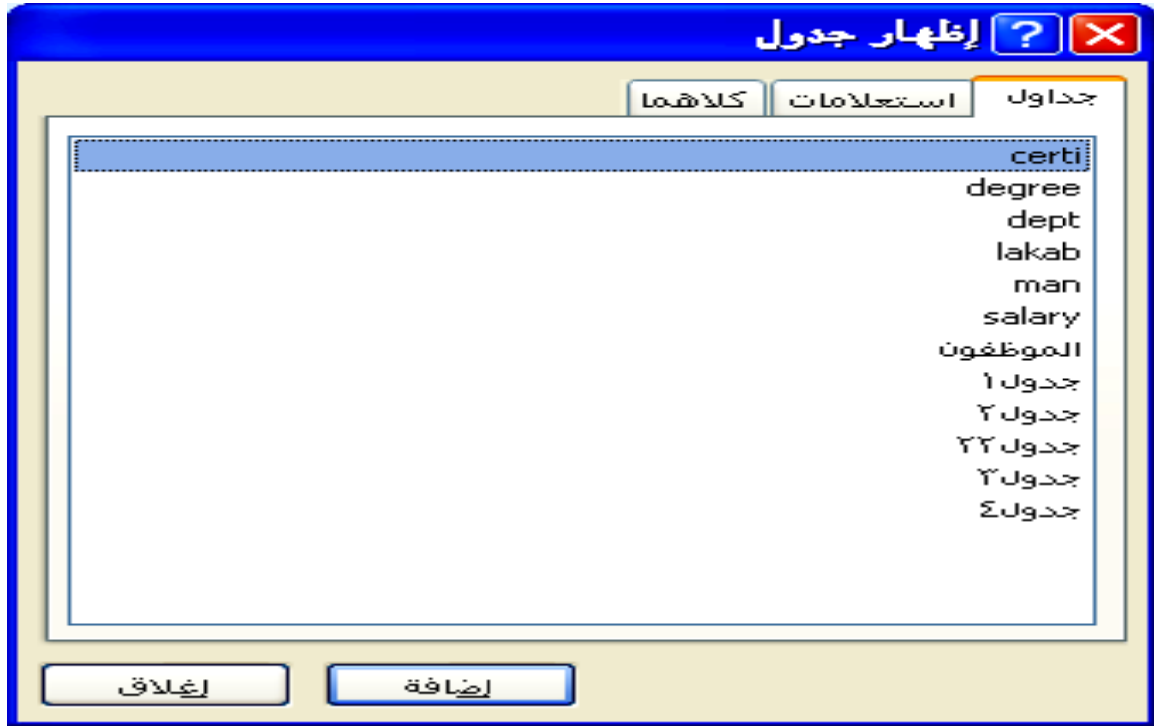 إظهار جدول
جداول استعلامات كلاهما
certi
degree
dept
lakab
man
salary
الموظفون
جدول١
جدول٢
جدول٢٢
جدول٣
جدول٤
إضافة إغلاق